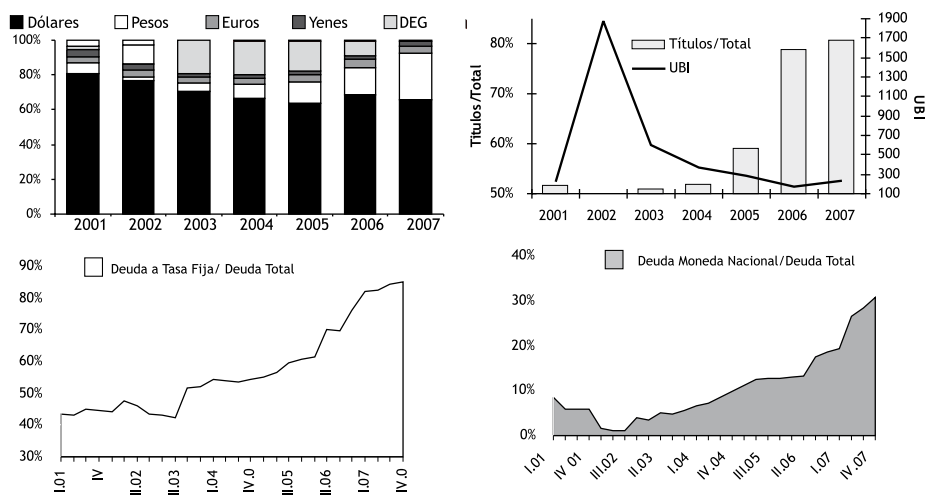 Dólares Pesos Euros Yenes DEG
100%
80%
60%
40%
20%
0%
2001 2002 2003 2004 2005 2006 2007
Títulos/Total
UBI
80%
70%
60%
50%
Títulos/Total
1900
1700
1500
1300
1100
900
700
500
300
100
UBI
2001 2002 2003 2004 2005 2006 2007
Deuda a Tasa Fija/ Deuda Total
90%
80%
70%
60%
50%
40%
30%
I.01 IV II.02 II.03 I.04 IV.0 II.05 II.06 I.07 IV.0
Deuda Moneda Nacional/Deuda Total
40%
30%
20%
10%
0%
I.01 IV 01 III.02 II.03 I.04 IV.04 III.05 II.06 I.07 IV.07